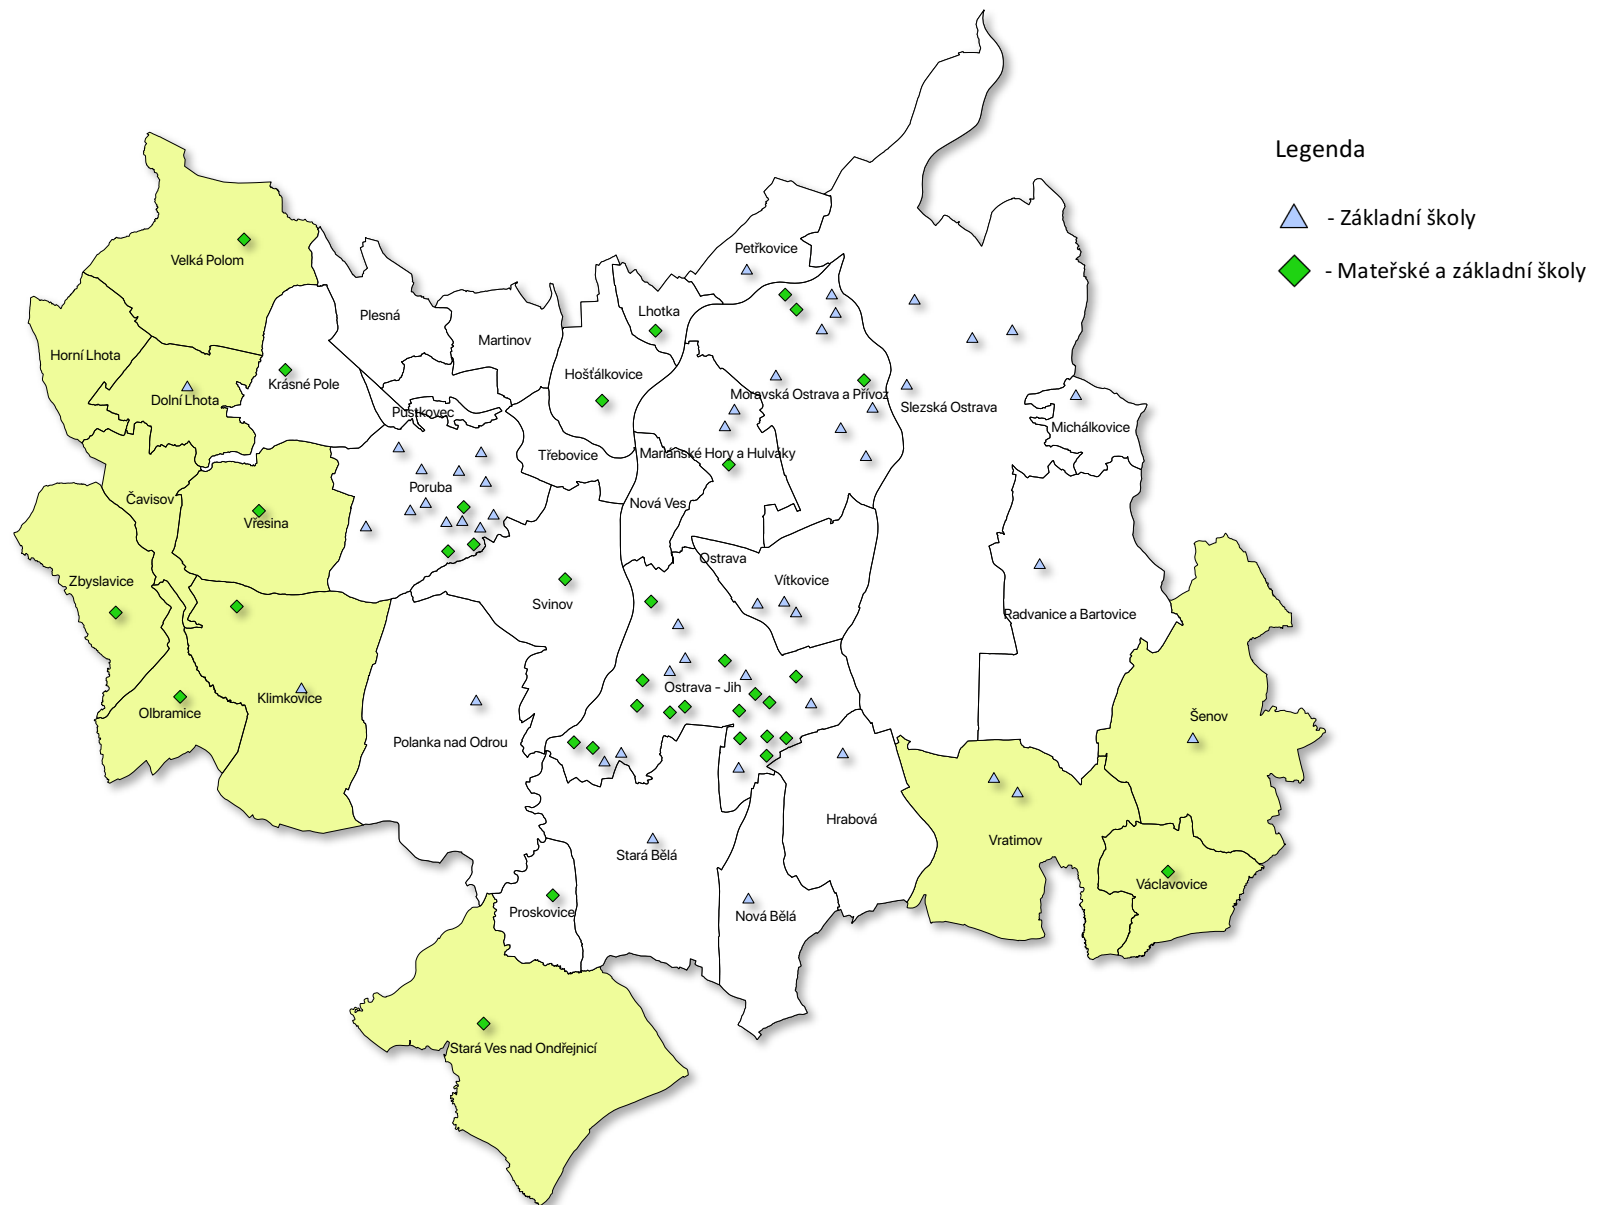 Legenda
- Základní školy
- Mateřské a základní školy
Petřkovice
Velká Polom
Lhotka
Plesná
Martinov
Horní Lhota
Hošťálkovice
Krásné Pole
Moravská Ostrava a Přívoz
Dolní Lhota
Slezská Ostrava
Pustkovec
Michálkovice
Třebovice
Mariánské Hory a Hulváky
Poruba
Čavisov
Nová Ves
Vřesina
Ostrava
Zbyslavice
Vítkovice
Svinov
Radvanice a Bartovice
Ostrava - Jih
Klimkovice
Olbramice
Šenov
Polanka nad Odrou
Hrabová
Vratimov
Stará Bělá
Václavovice
Proskovice
Nová Bělá
Stará Ves nad Ondřejnicí